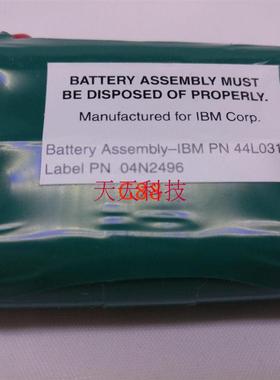 BATTERY ASSEMBLY MUST
BE DISPOSED OF PROPERLY.
Manufactured for IBM Corp.
Battery Assembly–IBM PN 44L031
Label PN 04N2496
天天科技